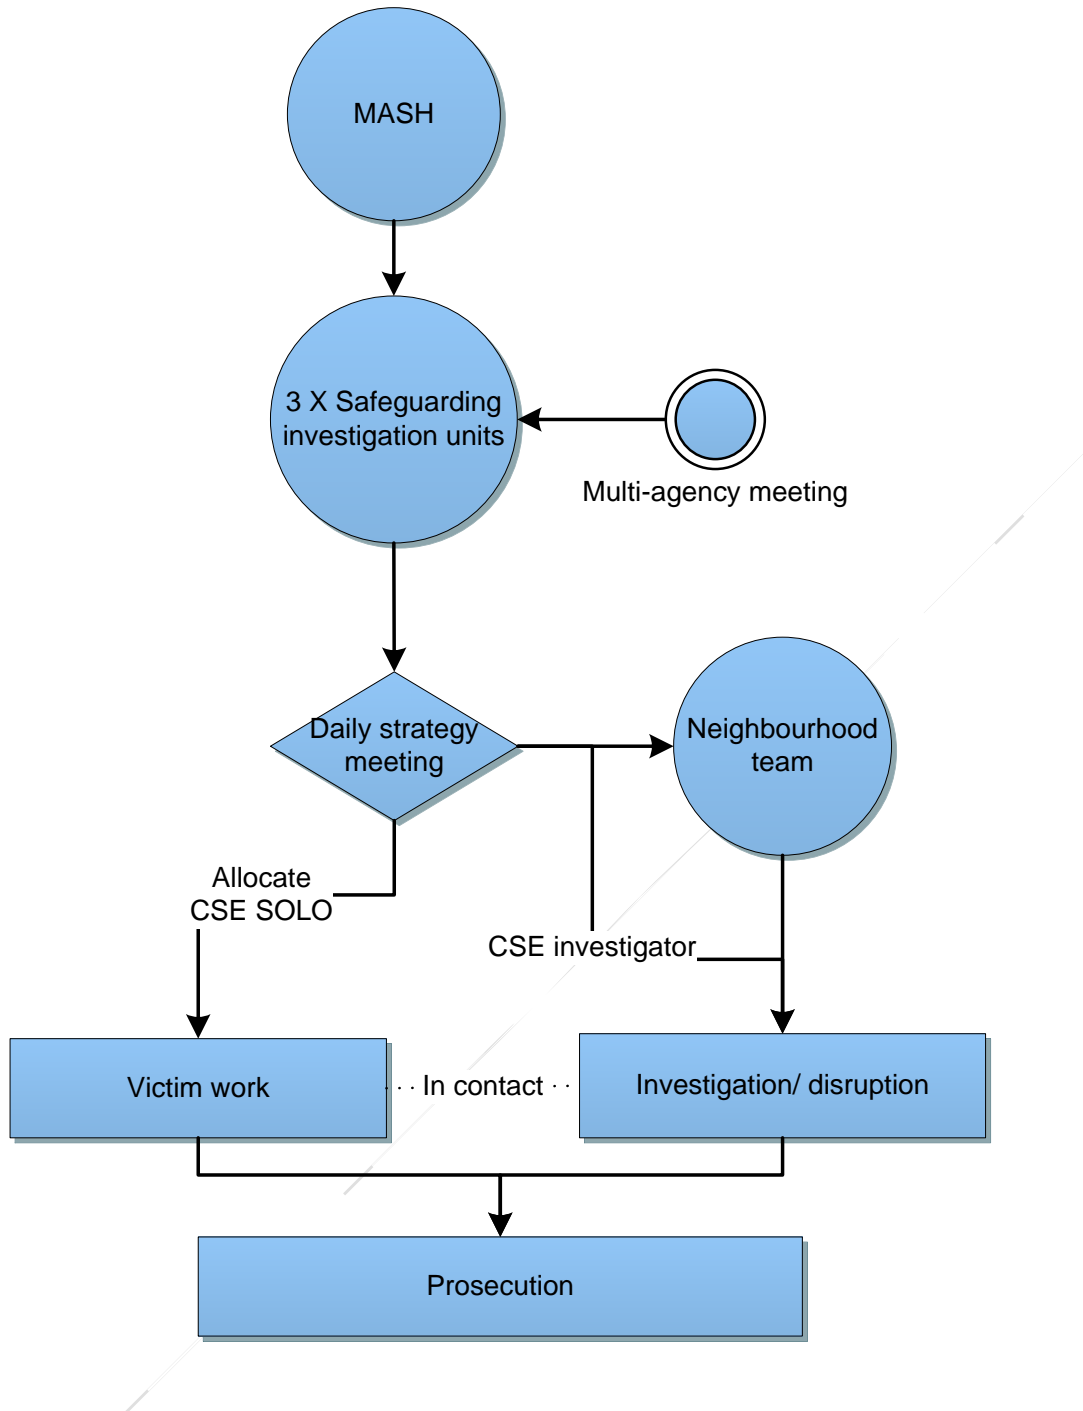 MASH
3 X Safeguarding
investigation units
Multi-agency meeting
Daily strategy
meeting
Neighbourhood
team
Allocate
CSE SOLO
CSE investigator
Victim work
In contact
Investigation/ disruption
Prosecution